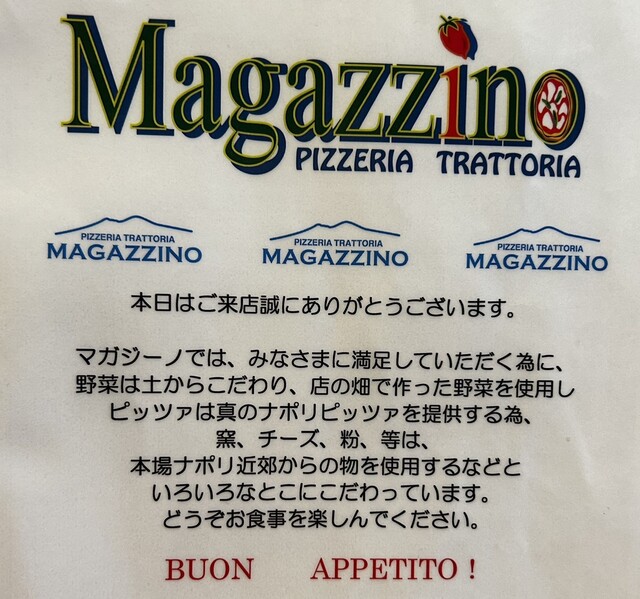 Magazzino
PIZZERIA TRATTORIA
PIZZERIA TRATTORIA
MAGAZZINO
PIZZERIA TRATTORIA
MAGAZZINO
PIZZERIA TRATTORIA
MAGAZZINO
本日はご来店誠にありがとうございます。
マガジーノでは、みなさまに満足していただく為に、
野菜は土からこだわり、店の畑で作った野菜を使用し
ピッツァは真のナポリピッツァを提供する為、
窯、チーズ、粉、等は、
本場ナポリ近郊からの物を使用するなどと
いろいろなとこにこだわっています。
どうぞお食事を楽しんでください。
BUON APPETITO !